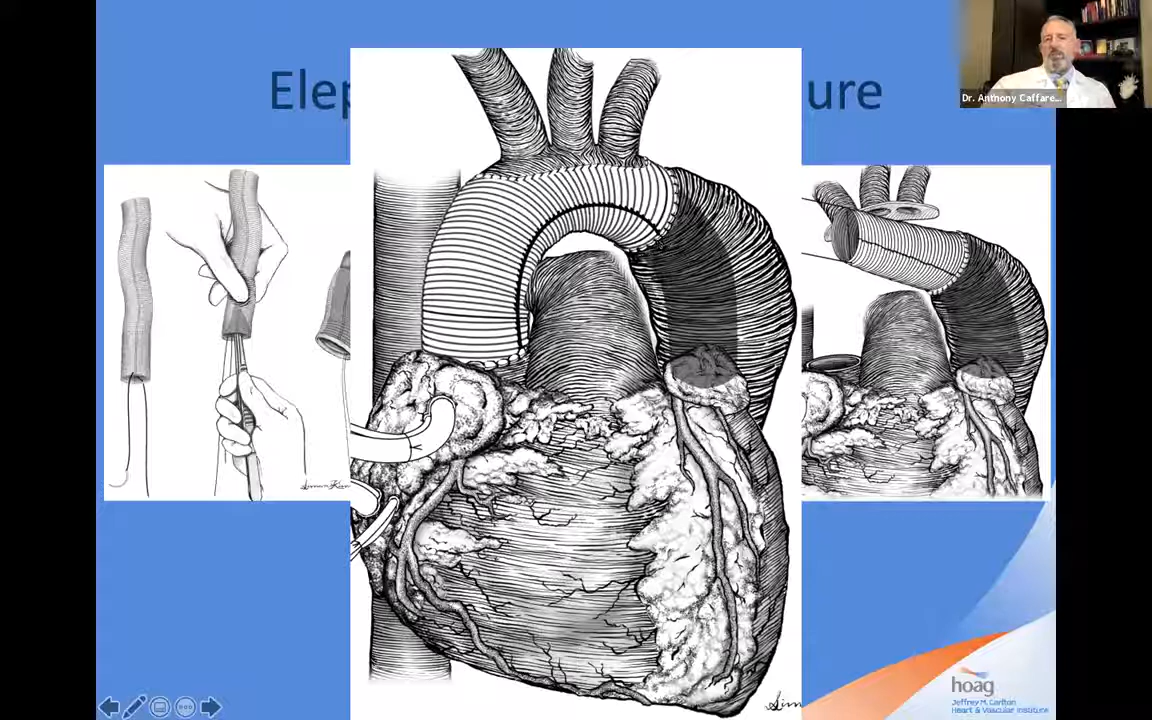 Elep ure
Dr. Anthony Caffare...
hoag
Jeffrey M. Carlton
Heart & Vascular Institute